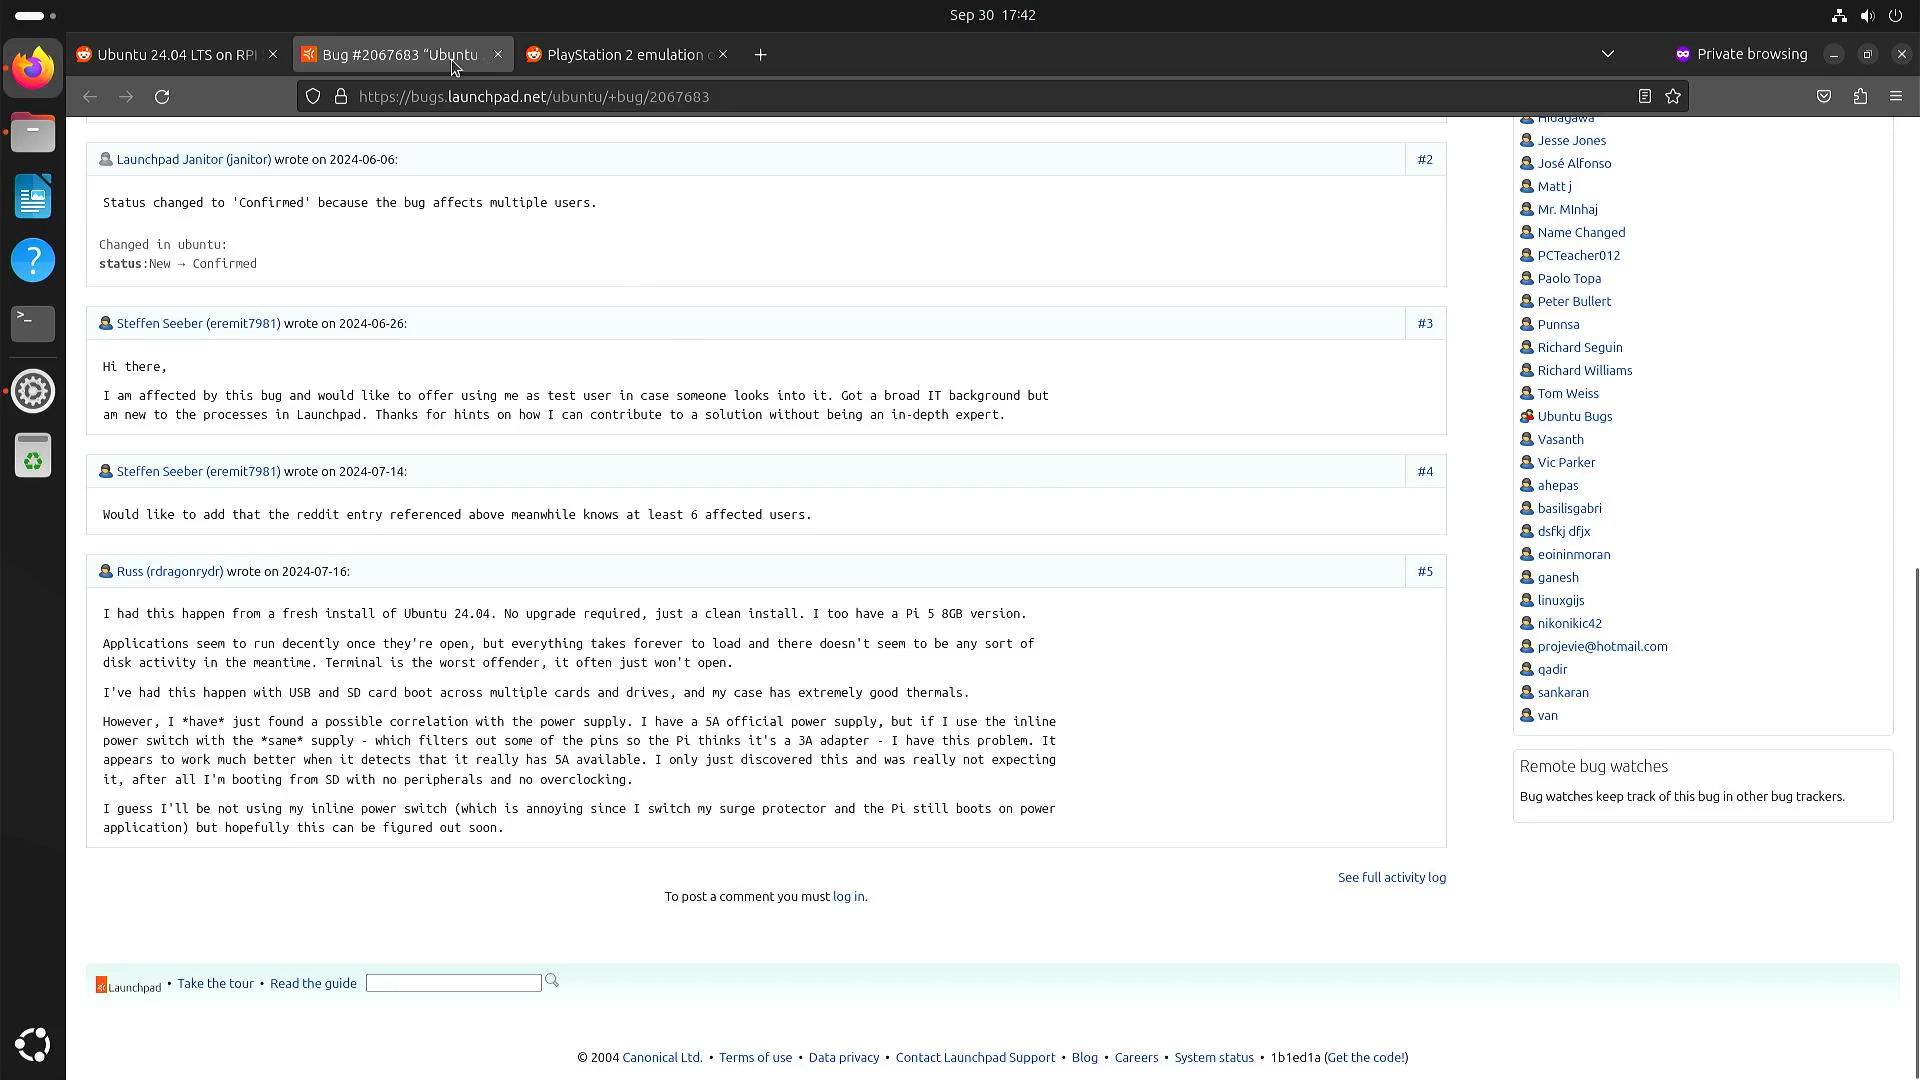 Sep 30 17:42
Ubuntu 24.04 LTS on RPI
Bug #2067683 “Ubuntu
PlayStation 2 emulation
Private browsing
https://bugs.launchpad.net/ubuntu/+bug/2067683
Hidagawa
Launchpad Janitor (janitor) wrote on 2024-06-06:
#2
Status changed to 'Confirmed' because the bug affects multiple users.
Changed in ubuntu:
status:New → Confirmed
Steffen Seeber (eremit7981) wrote on 2024-06-26:
#3
Hi there,
I am affected by this bug and would like to offer using me as test user in case someone looks into it. Got a broad IT background but
am new to the processes in Launchpad. Thanks for hints on how I can contribute to a solution without being an in-depth expert.
Steffen Seeber (eremit7981) wrote on 2024-07-14:
#4
Would like to add that the reddit entry referenced above meanwhile knows at least 6 affected users.
Russ (rdragonrydr) wrote on 2024-07-16:
#5
I had this happen from a fresh install of Ubuntu 24.04. No upgrade required, just a clean install. I too have a Pi 5 8GB version.
Applications seem to run decently once they're open, but everything takes forever to load and there doesn't seem to be any sort of
disk activity in the meantime. Terminal is the worst offender, it often just won't open.
I've had this happen with USB and SD card boot across multiple cards and drives, and my case has extremely good thermals.
However, I *have* just found a possible correlation with the power supply. I have a 5A official power supply, but if I use the inline
power switch with the *same* supply - which filters out some of the pins so the Pi thinks it's a 3A adapter - I have this problem. It
appears to work much better when it detects that it really has 5A available. I only just discovered this and was really not expecting
it, after all I'm booting from SD with no peripherals and no overclocking.
I guess I'll be not using my inline power switch (which is annoying since I switch my surge protector and the Pi still boots on power
application) but hopefully this can be figured out soon.
See full activity log
To post a comment you must log in.
Jesse Jones
José Alfonso
Matt j
Mr. MInhaj
Name Changed
PCTeacher012
Paolo Topa
Peter Bullert
Punnsa
Richard Seguin
Richard Williams
Tom Weiss
Ubuntu Bugs
Vasanth
Vic Parker
ahepas
basilisgabri
dsfkj dfjx
eoininmoran
ganesh
linuxgijs
nikonikic42
projevie@hotmail.com
qadir
sankaran
van
Remote bug watches
Bug watches keep track of this bug in other bug trackers.
Launchpad • Take the tour • Read the guide
© 2004 Canonical Ltd. • Terms of use • Data privacy • Contact Launchpad Support • Blog • Careers • System status • 1b1ed1a (Get the code!)